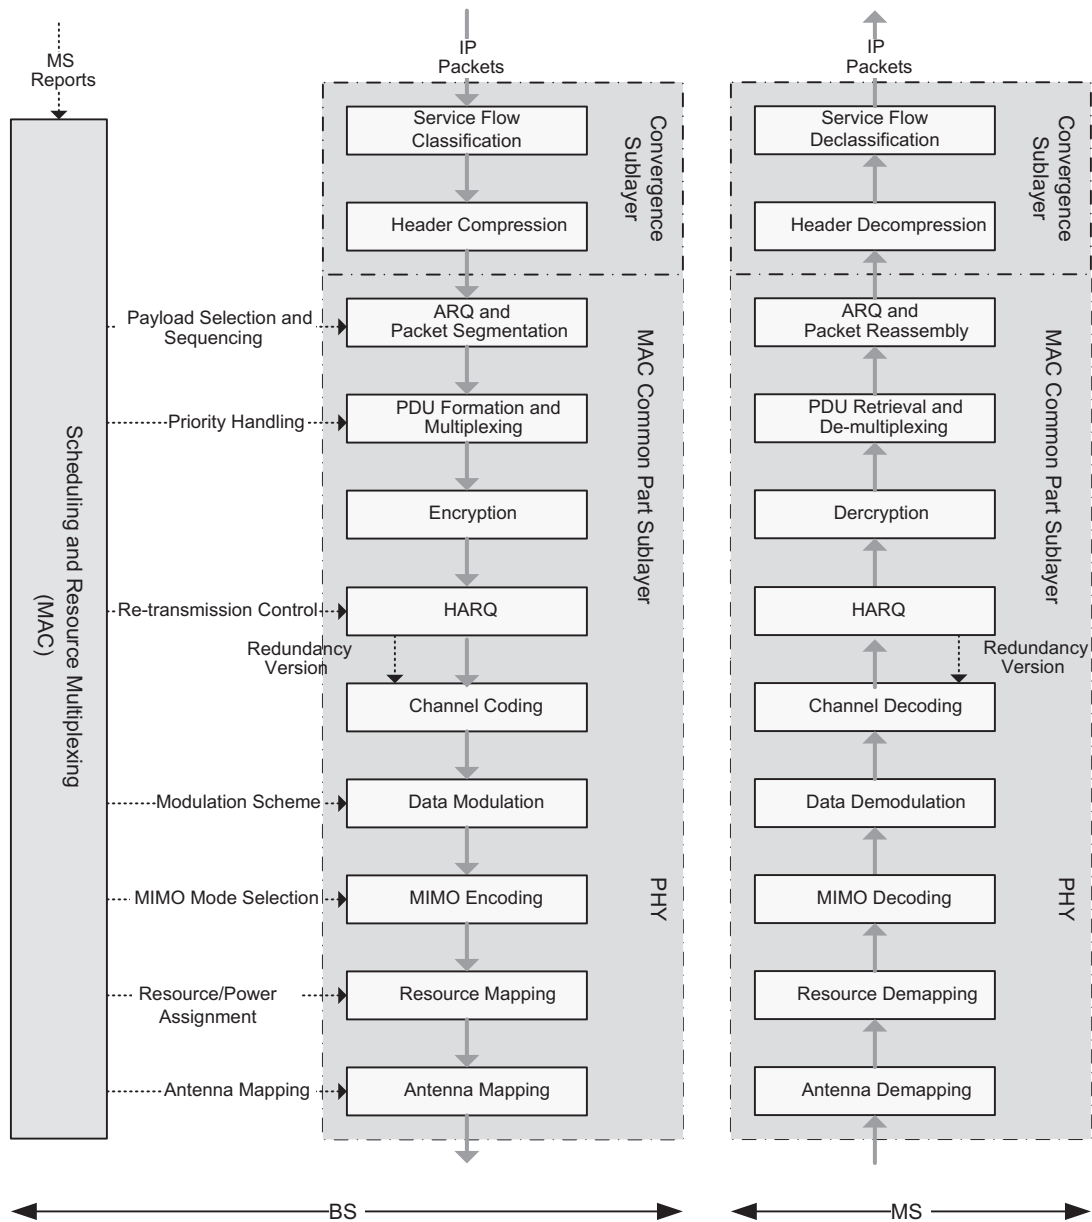 MS
Reports
Scheduling and Resource Multiplexing
(MAC)
Payload Selection and
Sequencing
Priority Handling
Re-transmission Control
Redundancy
Version
Modulation Scheme
MIMO Mode Selection
Resource/Power
Assignment
Antenna Mapping
IP
Packets
Service Flow
Classification
Header Compression
ARQ and
Packet Segmentation
PDU Formation and
Multiplexing
Encryption
HARQ
Channel Coding
Data Modulation
MIMO Encoding
Resource Mapping
Antenna Mapping
Convergence
Sublayer
MAC Common Part Sublayer
PHY
IP
Packets
Service Flow
Declassification
Header Decompression
ARQ and
Packet Reassembly
PDU Retrieval and
De-multiplexing
Dercryption
HARQ
Redundancy
Version
Channel Decoding
Data Demodulation
MIMO Decoding
Resource Demapping
Antenna Demapping
Convergence
Sublayer
MAC Common Part Sublayer
PHY
BS
MS